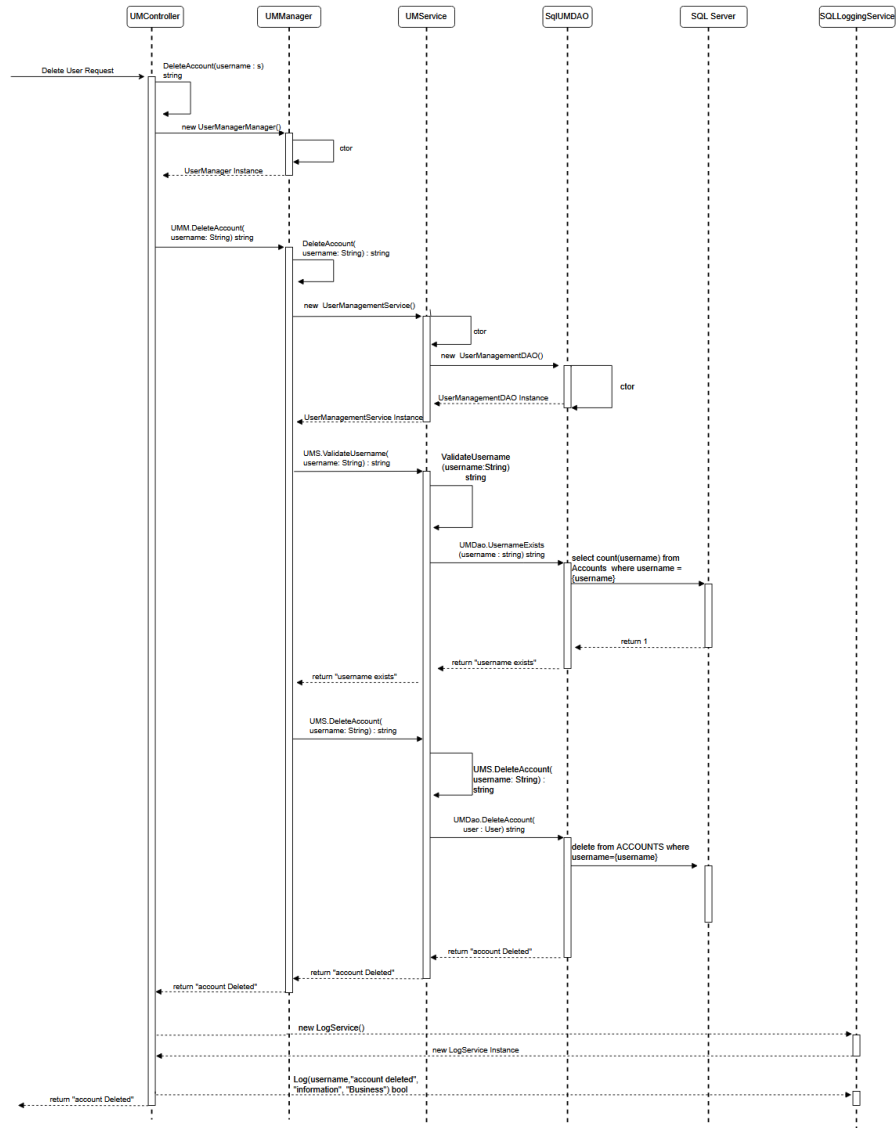 UMController
UMManager
UMService
SqlUMDAO
SQL Server
SQLLoggingService
Delete User Request
DeleteAccount(username : s)
string
new UserManagerManager()
ctor
UserManager Instance
UMM.DeleteAccount(
username: String) string
DeleteAccount(
username: String) : string
new UserManagementService()
ctor
new UserManagementDAO()
ctor
UserManagementDAO Instance
UserManagementService Instance
UMS.ValidateUsername(
username: String) : string
ValidateUsername
(username:String)
string
UMDao.UsernameExists
(username : string) string
select count(username) from
Accounts where username =
{username}
return 1
return "username exists"
return "username exists"
UMS.DeleteAccount(
username: String) : string
UMS.DeleteAccount(
username: String) :
string
UMDao.DeleteAccount(
user : User) string
delete from ACCOUNTS where
username={username}
return "account Deleted"
return "account Deleted"
return "account Deleted"
new LogService()
new LogService Instance
Log(username,"account deleted",
"information", "Business") bool
return "account Deleted"